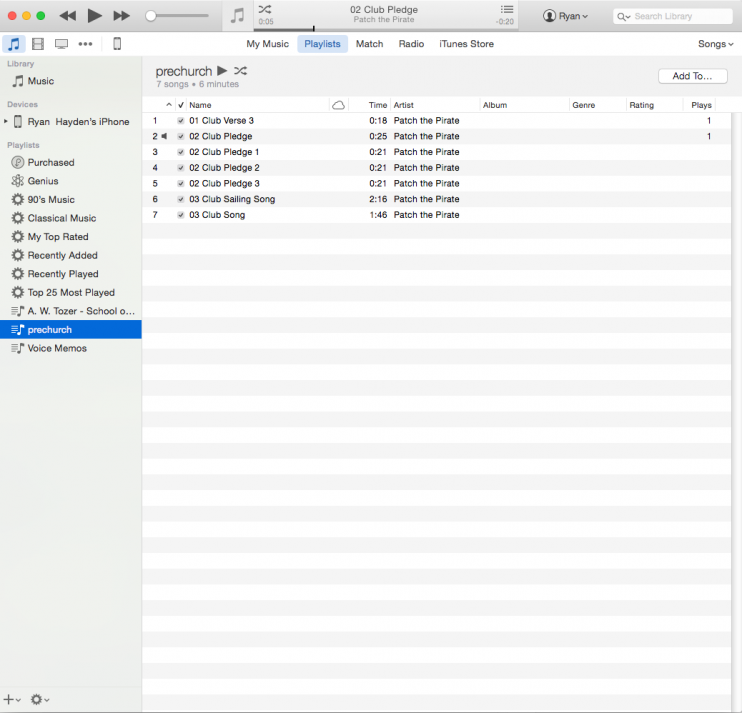 02 Club Pledge
Patch the Pirate
0:05
-0:20
Ryan
Search Library
My Music Playlists Match Radio iTunes Store
Songs
Library
Music
Devices
Ryan Hayden's iPhone
Playlists
Purchased
Genius
90's Music
Classical Music
My Top Rated
Recently Added
Recently Played
Top 25 Most Played
A. W. Tozer - School o...
prechurch
Voice Memos
prechurch
7 songs • 6 minutes
Add To...
Name Time Artist Album Genre Rating Plays
1 01 Club Verse 3 0:18 Patch the Pirate 1
2 02 Club Pledge 0:25 Patch the Pirate 1
3 02 Club Pledge 1 0:21 Patch the Pirate
4 02 Club Pledge 2 0:21 Patch the Pirate
5 02 Club Pledge 3 0:21 Patch the Pirate
6 03 Club Sailing Song 2:16 Patch the Pirate
7 03 Club Song 1:46 Patch the Pirate